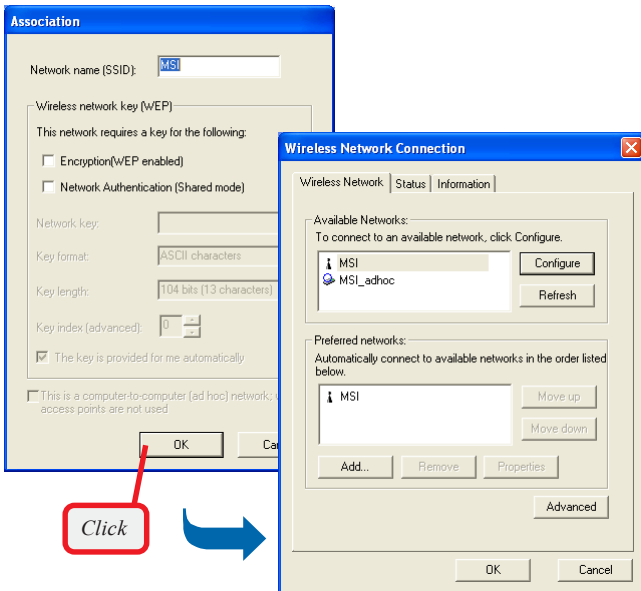 Association
Network name (SSID):
MSI
Wireless network key (WEP)
This network requires a key for the following:
Encryption(WEP enabled)
Network Authentication (Shared mode)
Network key:
Key format:
ASCII characters
Key length:
104 bits (13 characters)
Key index (advanced):
0
The key is provided for me automatically
This is a computer-to-computer (ad hoc) network;
access points are not used
OK
Click
Wireless Network Connection
Wireless Network
Status
Information
Available Networks:
To connect to an available network, click Configure.
MSI
MSI_adhoc
Configure
Refresh
Preferred networks:
Automatically connect to available networks in the order listed
below.
MSI
Move up
Move down
Add...
Remove
Properties
Advanced
OK
Cancel